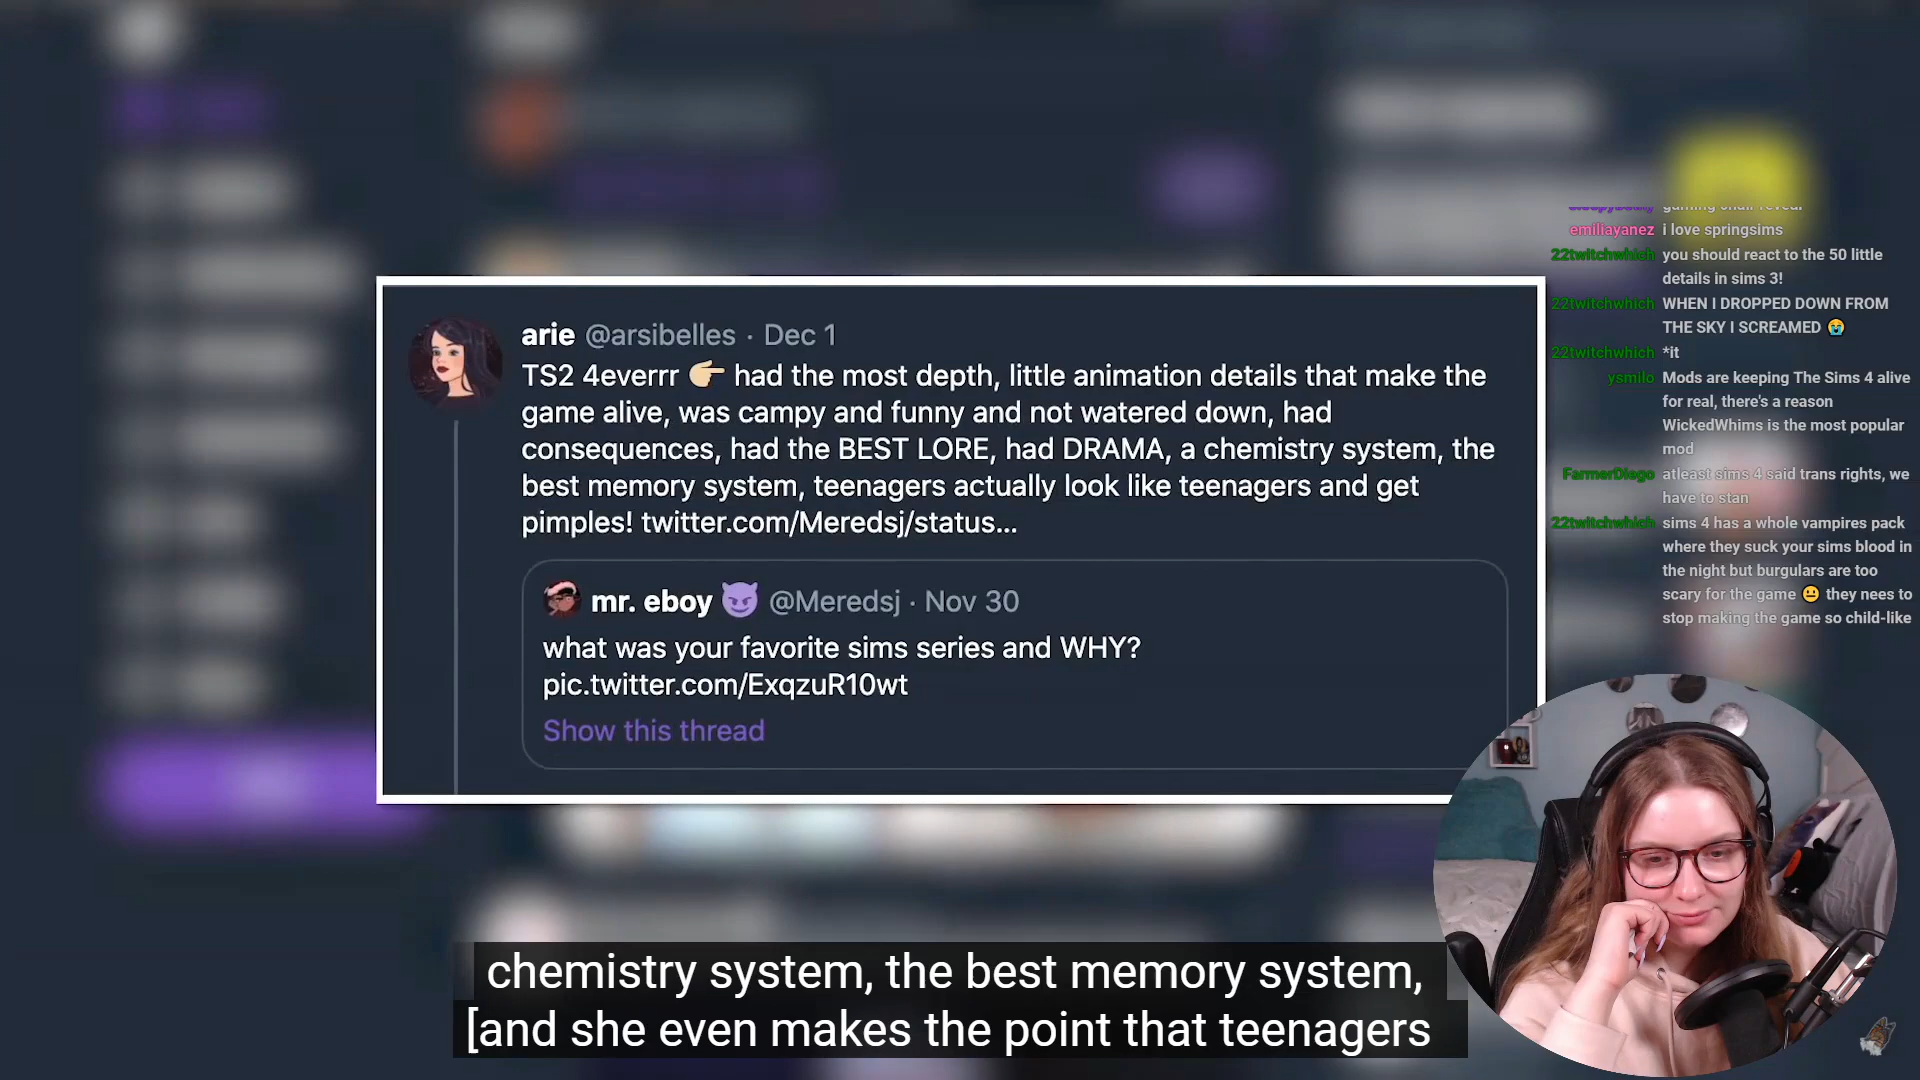 arie @arsibelles · Dec 1
TS2 4everrr 👉 had the most depth, little animation details that make the
game alive, was campy and funny and not watered down, had
consequences, had the BEST LORE, had DRAMA, a chemistry system, the
best memory system, teenagers actually look like teenagers and get
pimples! twitter.com/Meredsj/status...
mr. eboy 😈 @Meredsj · Nov 30
what was your favorite sims series and WHY?
pic.twitter.com/ExqzuR10wt
Show this thread
emiliayanez i love springsims
22twitchwhich you should react to the 50 little
details in sims 3!
22twitchwhich WHEN I DROPPED DOWN FROM
THE SKY I SCREAMED 😭
22twitchwhich *it
ysmilo Mods are keeping The Sims 4 alive
for real, there's a reason
WickedWhims is the most popular
mod
FarmerDiego atleast sims 4 said trans rights, we
have to stan
22twitchwhich sims 4 has a whole vampires pack
where they suck your sims blood in
the night but burgulars are too
scary for the game 😐 they nees to
stop making the game so child-like
chemistry system, the best memory system,
[and she even makes the point that teenagers